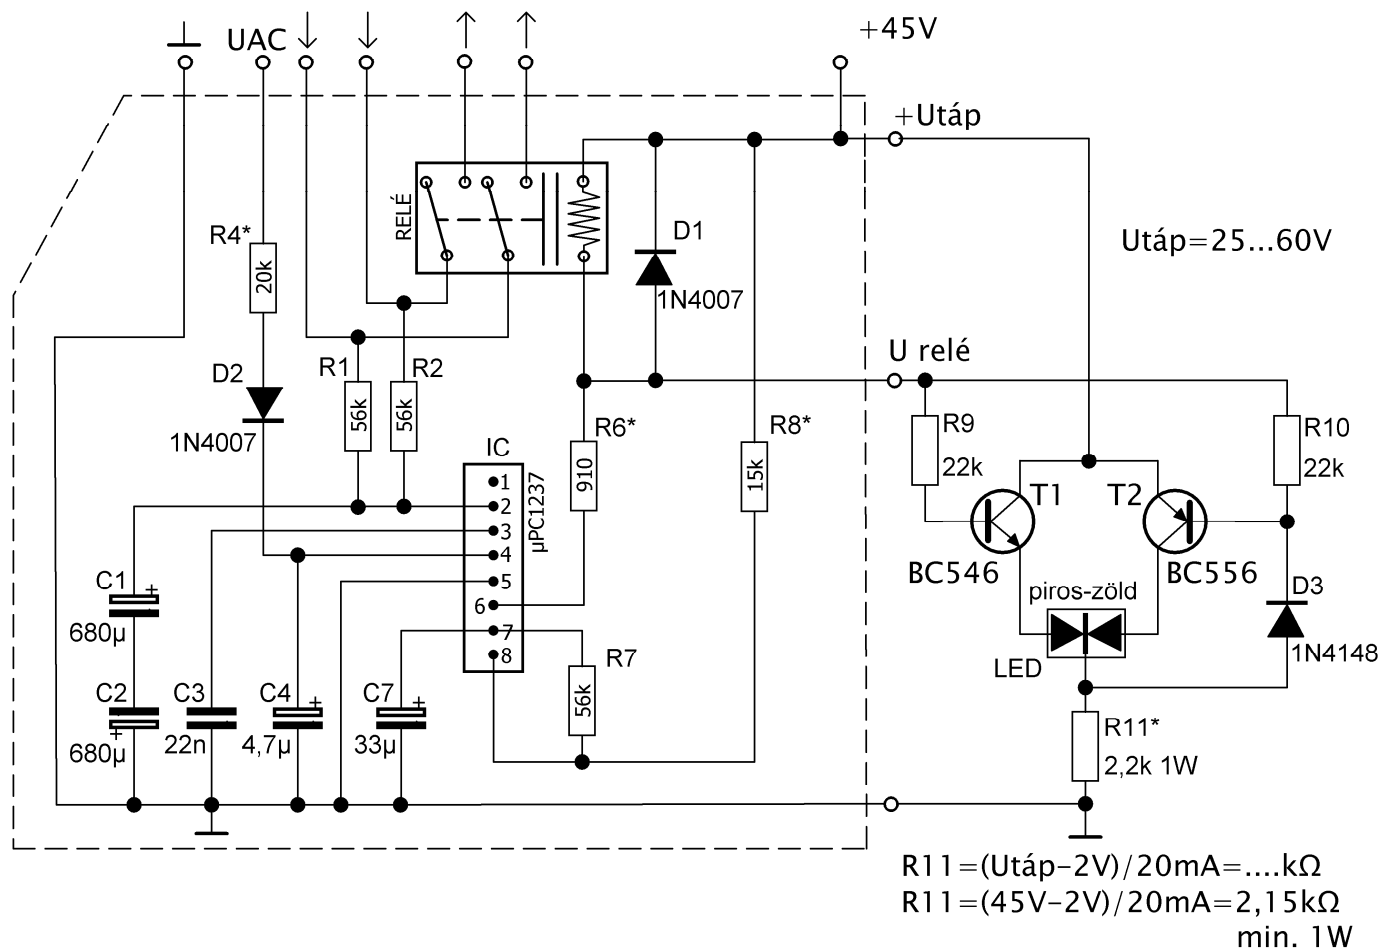 UAC
+45V
+Utáp
RELÉ
R4*
20k
D1
1N4007
Utáp=25...60V
U relé
D2
1N4007
R1
56k
R2
56k
IC
µPC1237
R6*
910
R8*
15k
R9
22k
R10
22k
1
2
3
4
5
6
7
8
T1
T2
BC546
BC556
piros-zöld
LED
D3
1N4148
C1
+
680µ
C2
+
680µ
C3
22n
C4
+
4,7µ
C7
+
33µ
R7
56k
R11*
2,2k 1W
R11=(Utáp-2V)/20mA=....kΩ
R11=(45V-2V)/20mA=2,15kΩ
min. 1W